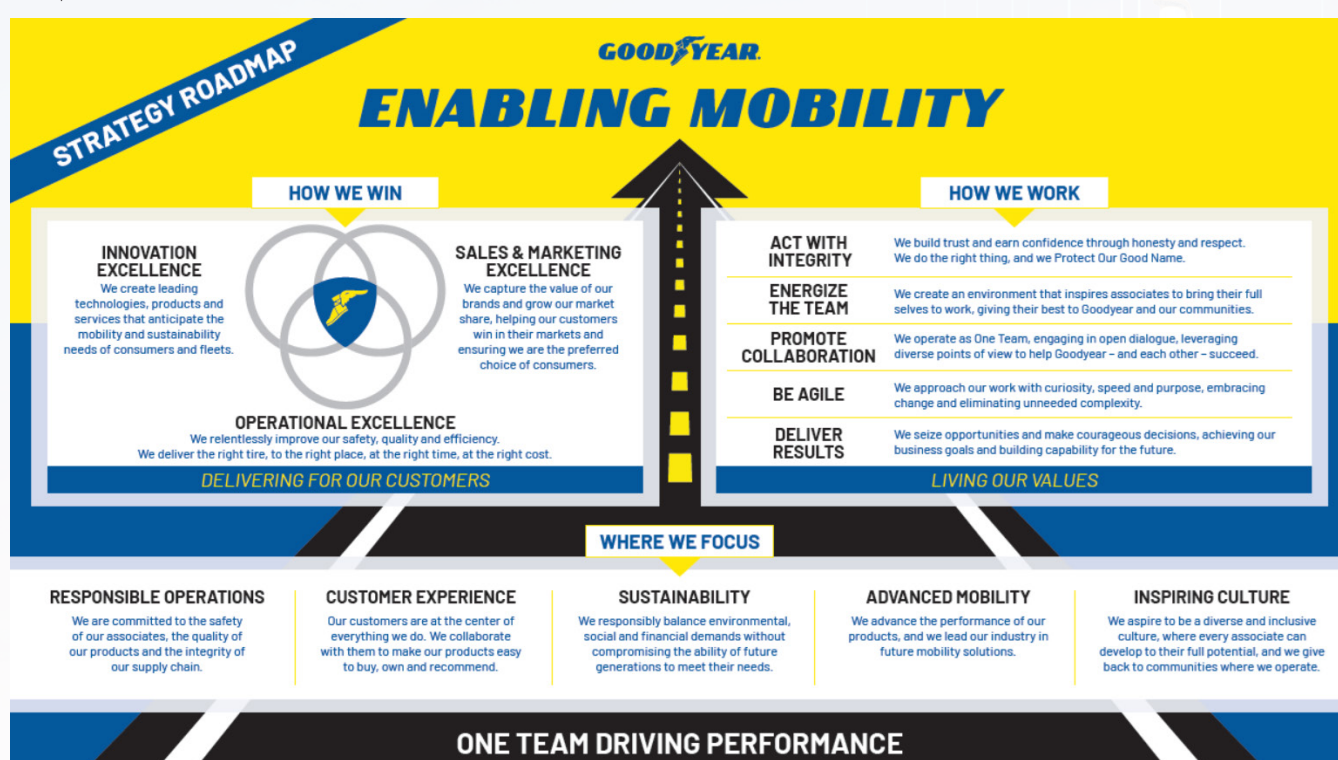 STRATEGY ROADMAP
GOODYEAR.
ENABLING MOBILITY
HOW WE WIN
INNOVATION
EXCELLENCE
We create leading
technologies, products and
services that anticipate the
mobility and sustainability
needs of consumers and fleets.
SALES & MARKETING
EXCELLENCE
We capture the value of our
brands and grow our market
share, helping our customers
win in their markets and
ensuring we are the preferred
choice of consumers.
OPERATIONAL EXCELLENCE
We relentlessly improve our safety, quality and efficiency.
We deliver the right tire, to the right place, at the right time, at the right cost.
DELIVERING FOR OUR CUSTOMERS
HOW WE WORK
ACT WITH
INTEGRITY
We build trust and earn confidence through honesty and respect.
We do the right thing, and we Protect Our Good Name.
ENERGIZE
THE TEAM
We create an environment that inspires associates to bring their full
selves to work, giving their best to Goodyear and our communities.
PROMOTE
COLLABORATION
We operate as One Team, engaging in open dialogue, leveraging
diverse points of view to help Goodyear – and each other – succeed.
BE AGILE
We approach our work with curiosity, speed and purpose, embracing
change and eliminating unneeded complexity.
DELIVER
RESULTS
We seize opportunities and make courageous decisions, achieving our
business goals and building capability for the future.
LIVING OUR VALUES
WHERE WE FOCUS
RESPONSIBLE OPERATIONS
We are committed to the safety
of our associates, the quality of
our products and the integrity of
our supply chain.
CUSTOMER EXPERIENCE
Our customers are at the center of
everything we do. We collaborate
with them to make our products easy
to buy, own and recommend.
SUSTAINABILITY
We responsibly balance environmental,
social and financial demands without
compromising the ability of future
generations to meet their needs.
ADVANCED MOBILITY
We advance the performance of our
products, and we lead our industry in
future mobility solutions.
INSPIRING CULTURE
We aspire to be a diverse and inclusive
culture, where every associate can
develop to their full potential, and we give
back to communities where we operate.
ONE TEAM DRIVING PERFORMANCE